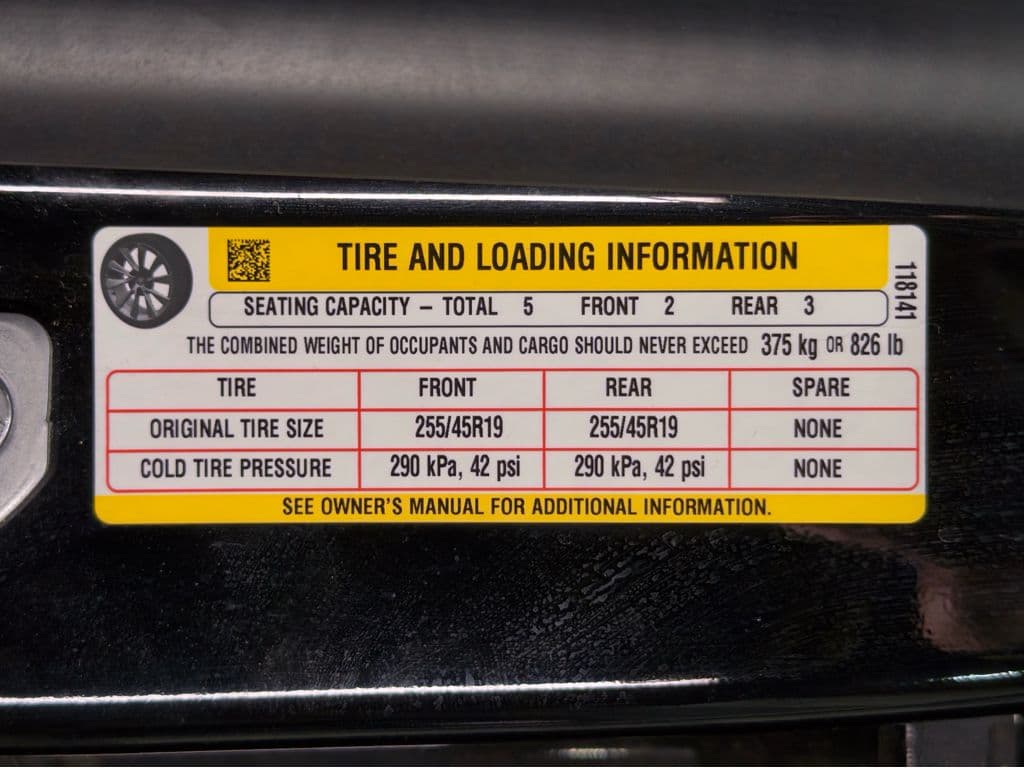 TIRE AND LOADING INFORMATION
118141
SEATING CAPACITY – TOTAL 5 FRONT 2 REAR 3
THE COMBINED WEIGHT OF OCCUPANTS AND CARGO SHOULD NEVER EXCEED 375 kg OR 826 lb
TIRE FRONT REAR SPARE
ORIGINAL TIRE SIZE 255/45R19 255/45R19 NONE
COLD TIRE PRESSURE 290 kPa, 42 psi 290 kPa, 42 psi NONE
SEE OWNER'S MANUAL FOR ADDITIONAL INFORMATION.